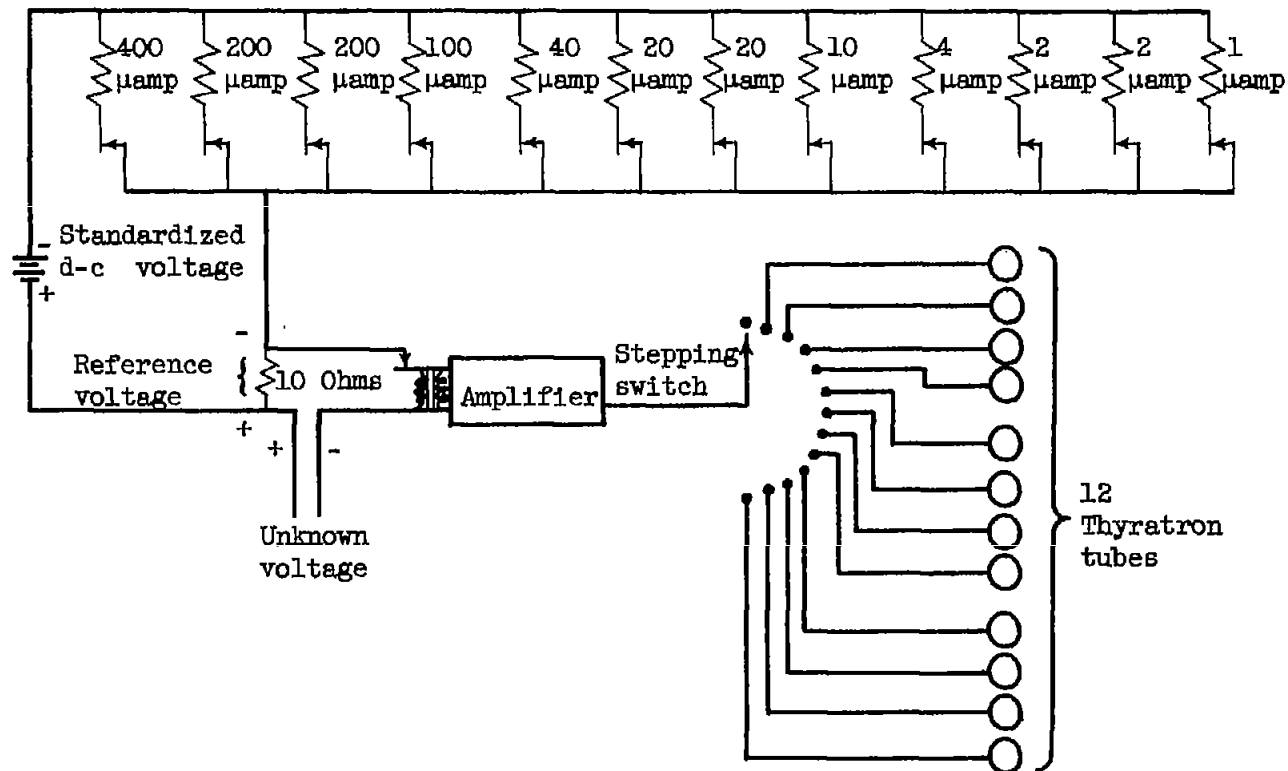 400 200 200 100 40 20 20 10 4 2 2 1
µamp µamp µamp µamp µamp µamp µamp µamp µamp µamp µamp µamp
-
Standardized
d-c voltage
+
-
Reference
voltage
{
10 Ohms
Amplifier
Stepping
switch
+
+
-
Unknown
voltage
12
Thyratron
tubes